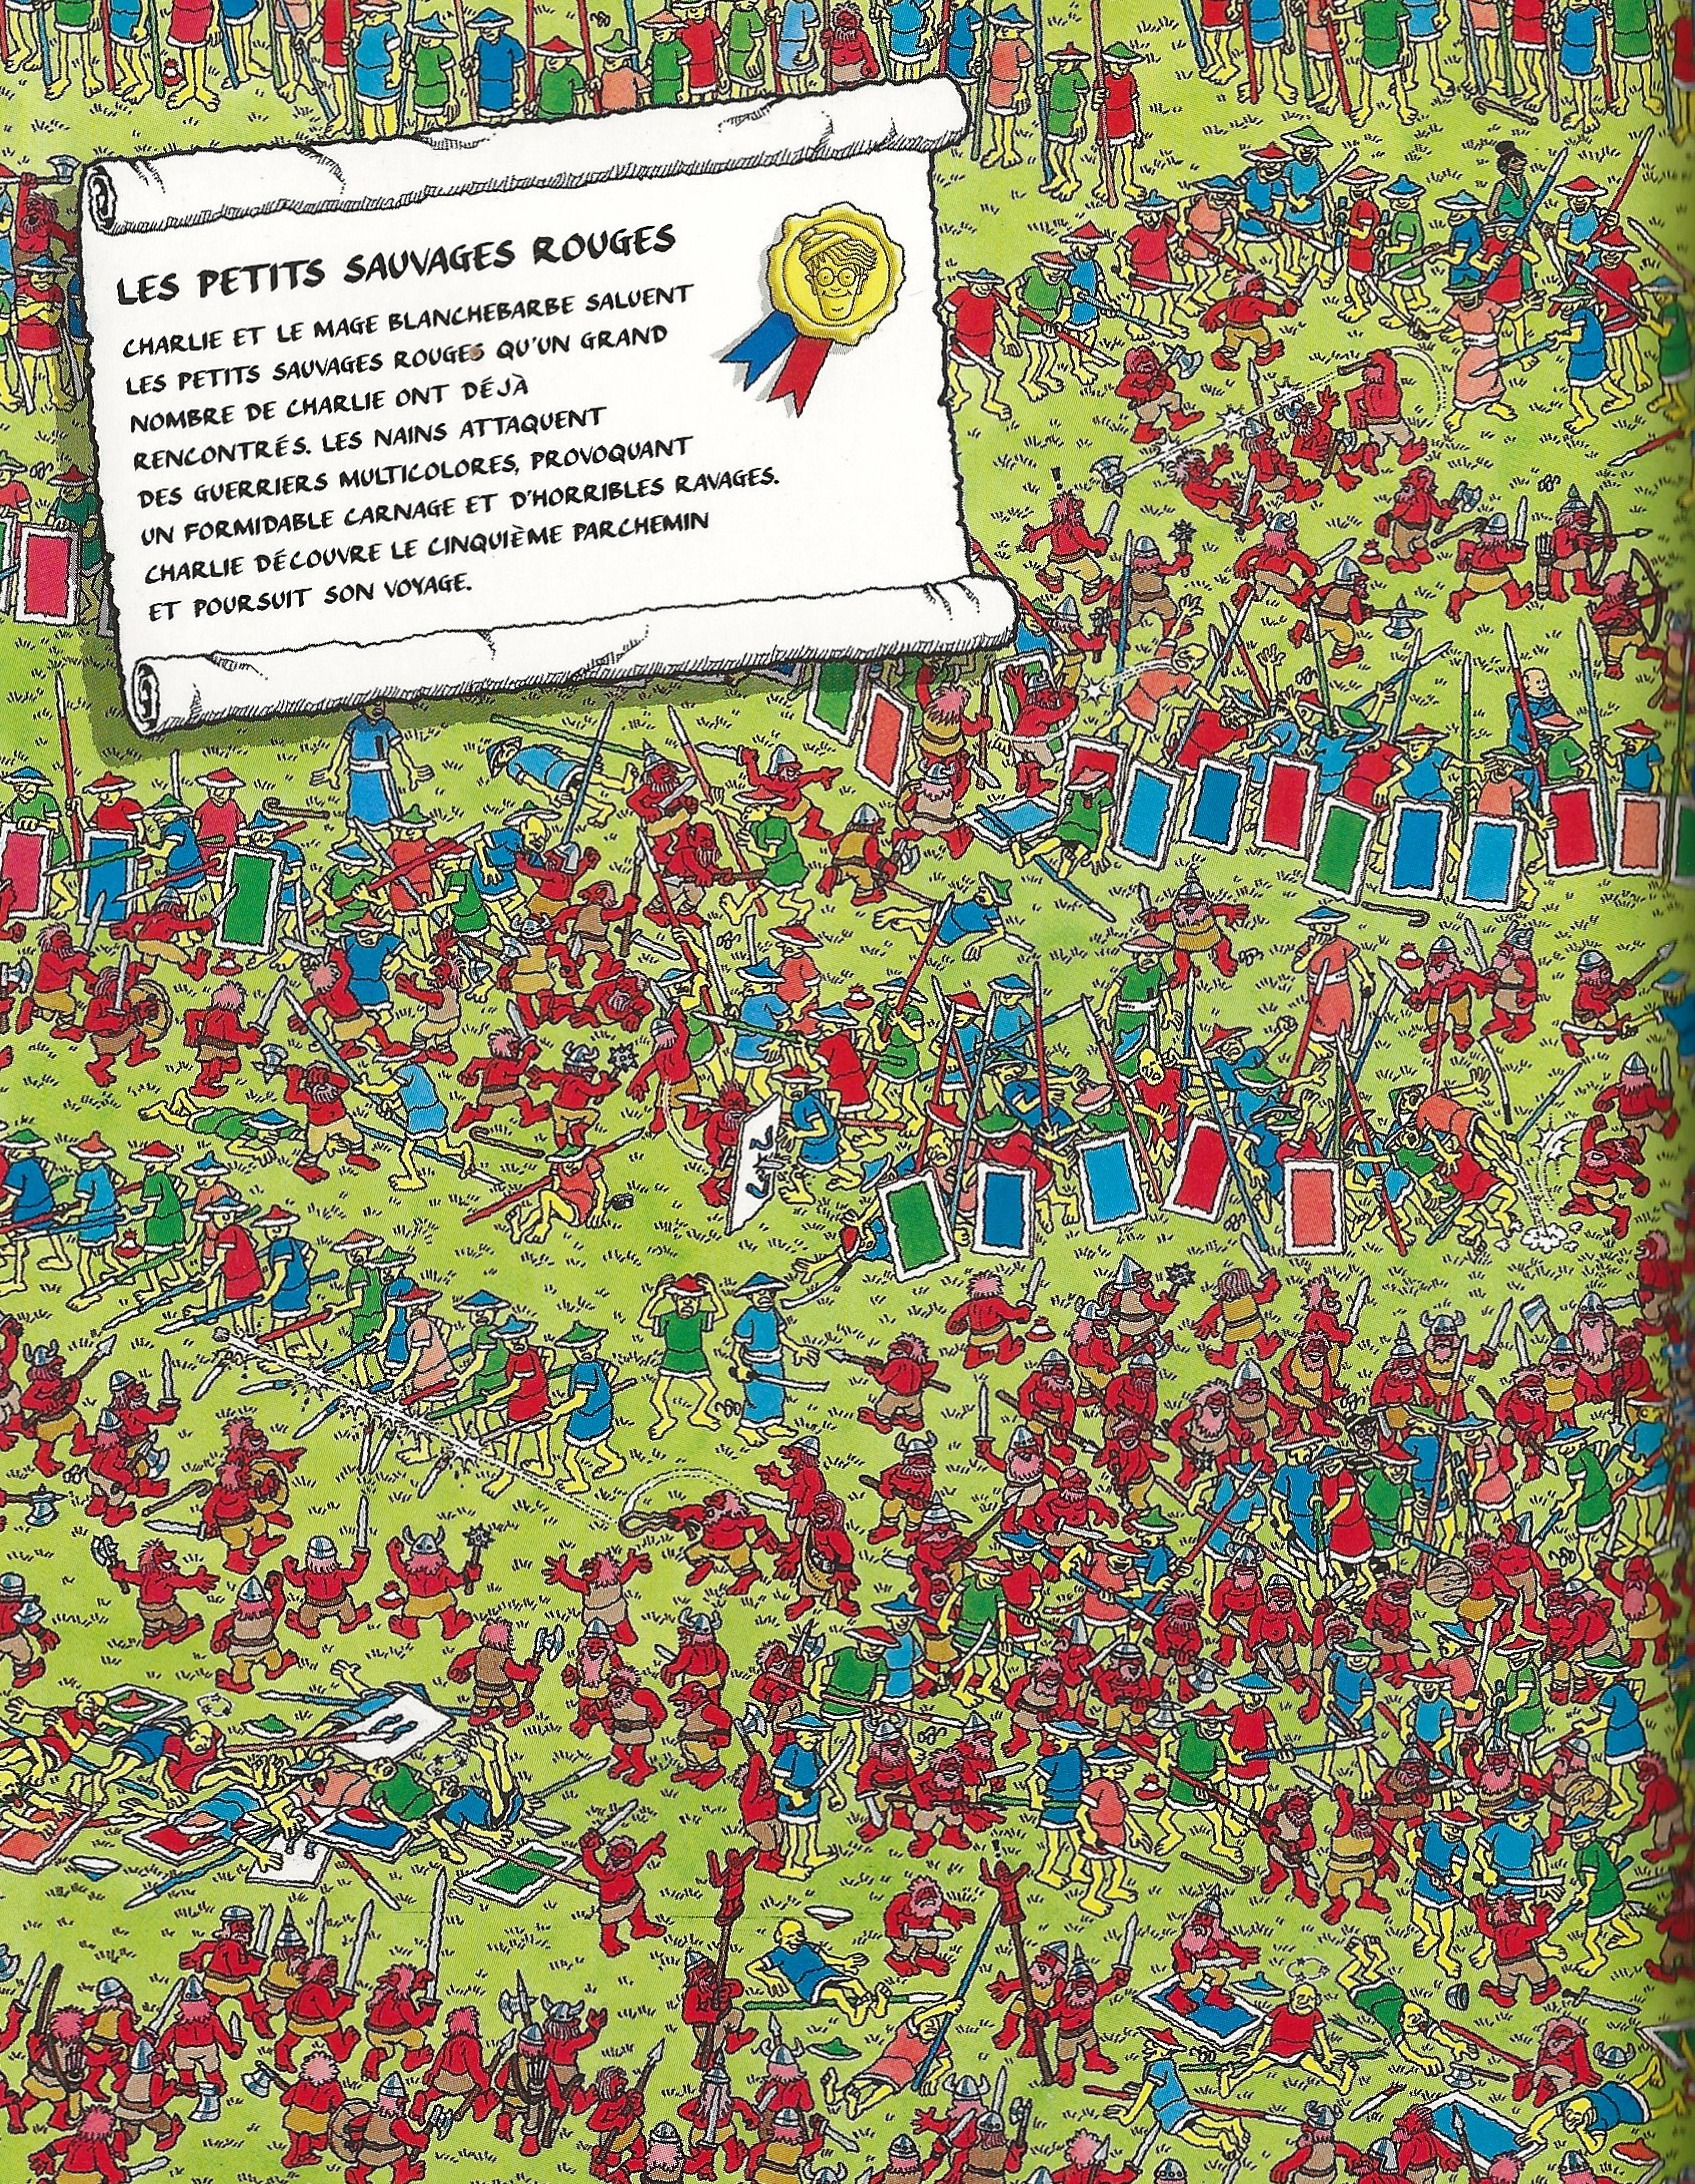 LES PETITS SAUVAGES ROUGES
CHARLIE ET LE MAGE BLANCHEBARBE SALUENT
LES PETITS SAUVAGES ROUGES QU'UN GRAND
NOMBRE DE CHARLIE ONT DÉJÀ
RENCONTRÉS. LES NAINS ATTAQUENT
DES GUERRIERS MULTICOLORES, PROVOQUANT
UN FORMIDABLE CARNAGE ET D'HORRIBLES RAVAGES.
CHARLIE DÉCOUVRE LE CINQUIÈME PARCHEMIN
ET POURSUIT SON VOYAGE.
!
!